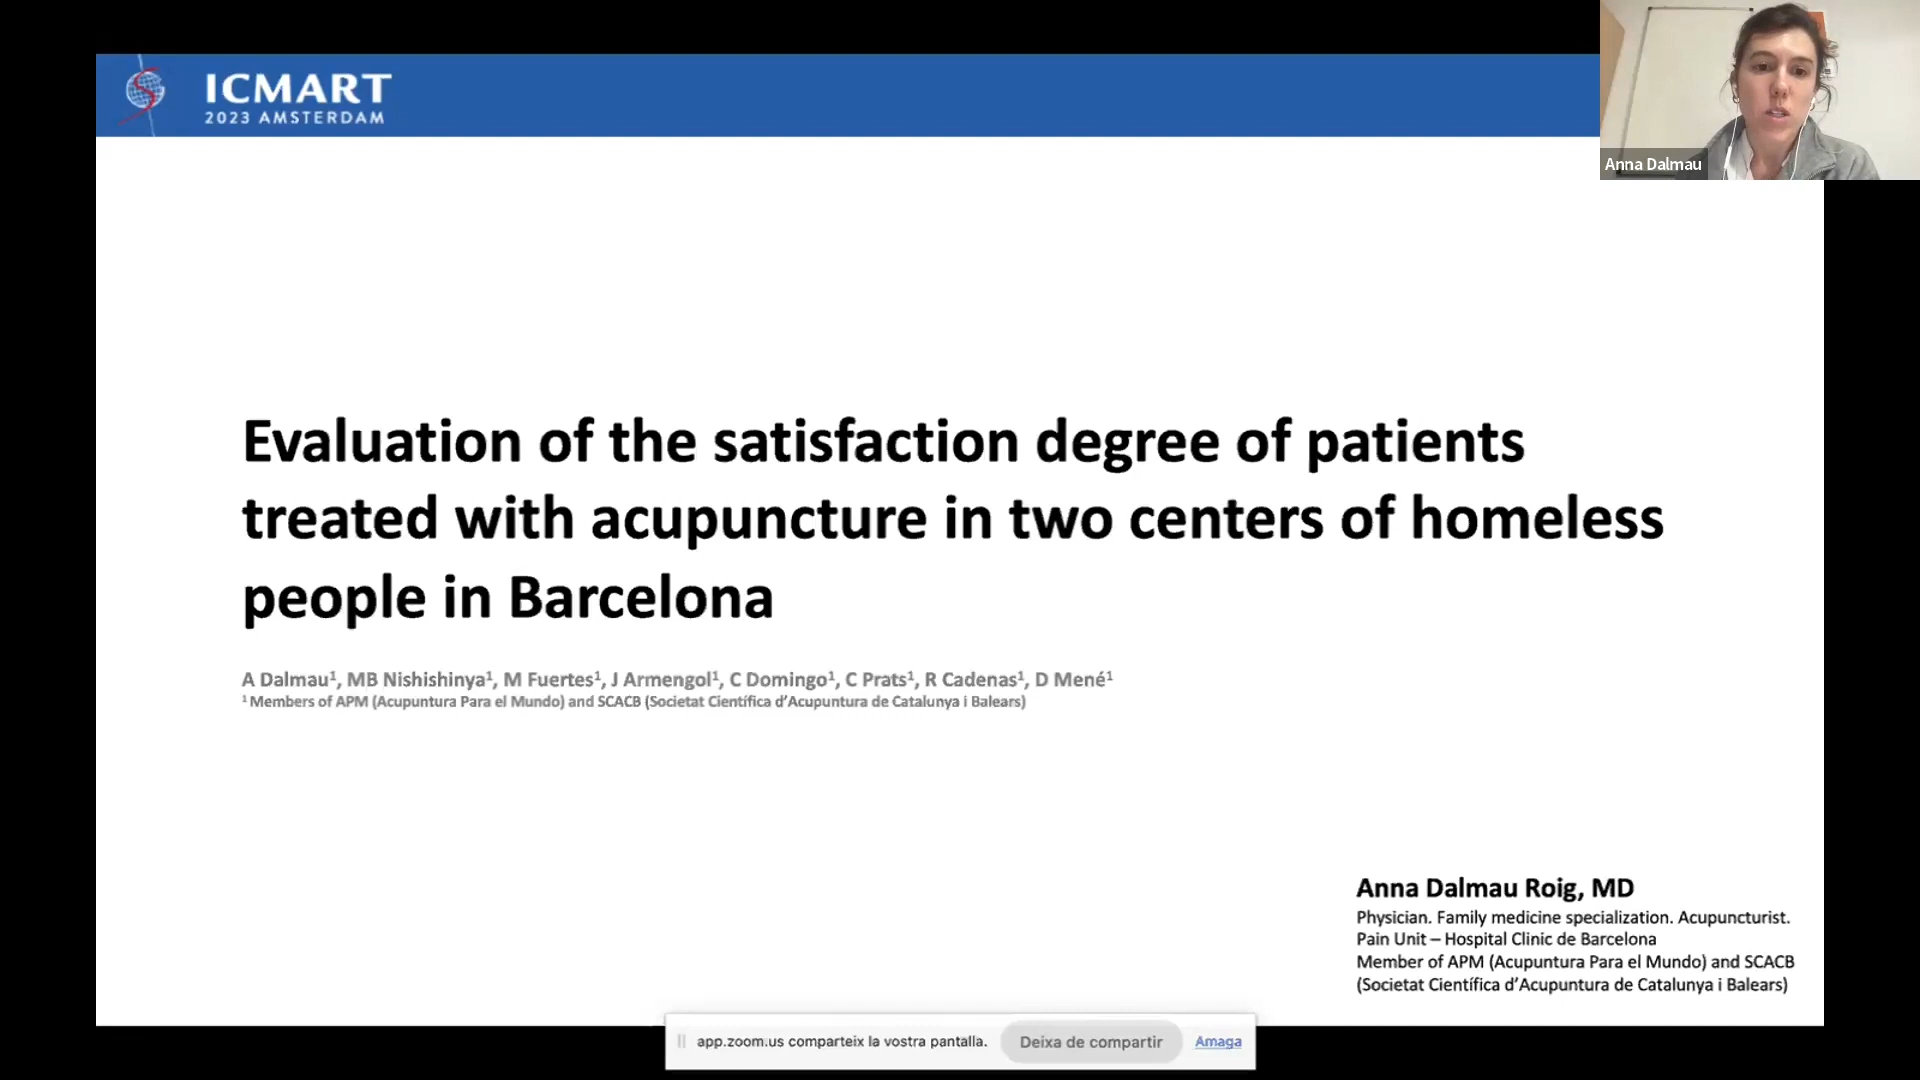 ICMART
2023 AMSTERDAM
Anna Dalmau
Evaluation of the satisfaction degree of patients
treated with acupuncture in two centers of homeless
people in Barcelona
A Dalmau¹, MB Nishishinya¹, M Fuertes¹, J Armengol¹, C Domingo¹, C Prats¹, R Cadenas¹, D Mené¹
¹ Members of APM (Acupuntura Para el Mundo) and SCACB (Societat Científica d'Acupuntura de Catalunya i Balears)
Anna Dalmau Roig, MD
Physician. Family medicine specialization. Acupuncturist.
Pain Unit – Hospital Clinic de Barcelona
Member of APM (Acupuntura Para el Mundo) and SCACB
(Societat Científica d'Acupuntura de Catalunya i Balears)
app.zoom.us comparteix la vostra pantalla. Deixa de compartir Amaga